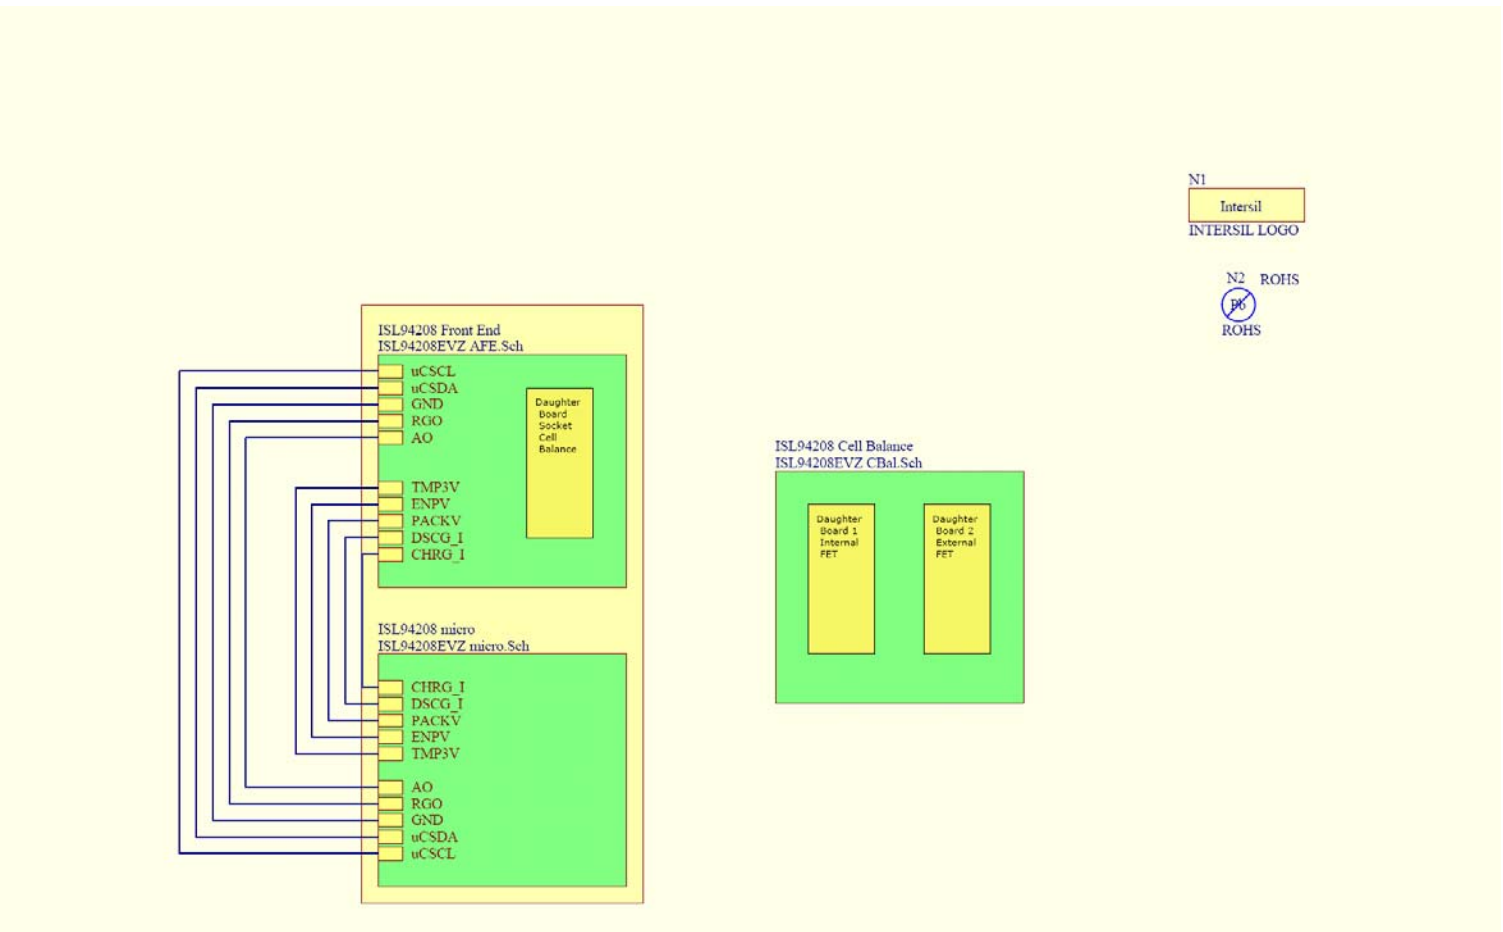 N1
Intersil
INTERSIL LOGO
N2 ROHS
Pb
ROHS
ISL94208 Front End
ISL94208EVZ AFE.Sch
uCSCL
uCSDA
GND
RGO
AO
TMP3V
ENPV
PACKV
DSCG_I
CHRG_I
Daughter
Board
Socket
Cell
Balance
ISL94208 micro
ISL94208EVZ micro.Sch
CHRG_I
DSCG_I
PACKV
ENPV
TMP3V
AO
RGO
GND
uCSDA
uCSCL
ISL94208 Cell Balance
ISL94208EVZ CBal.Sch
Daughter
Board 1
Internal
FET
Daughter
Board 2
External
FET